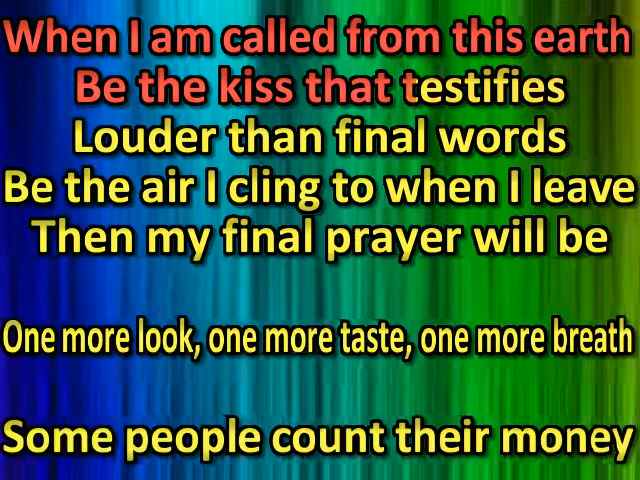 When I am called from this earth
Be the kiss that testifies
Louder than final words
Be the air I cling to when I leave
Then my final prayer will be
One more look, one more taste, one more breath
Some people count their money